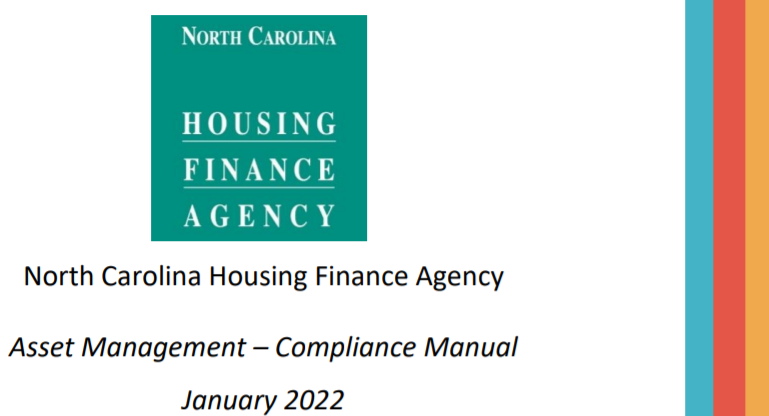 NORTH CAROLINA
HOUSING
FINANCE
AGENCY
North Carolina Housing Finance Agency
Asset Management – Compliance Manual
January 2022